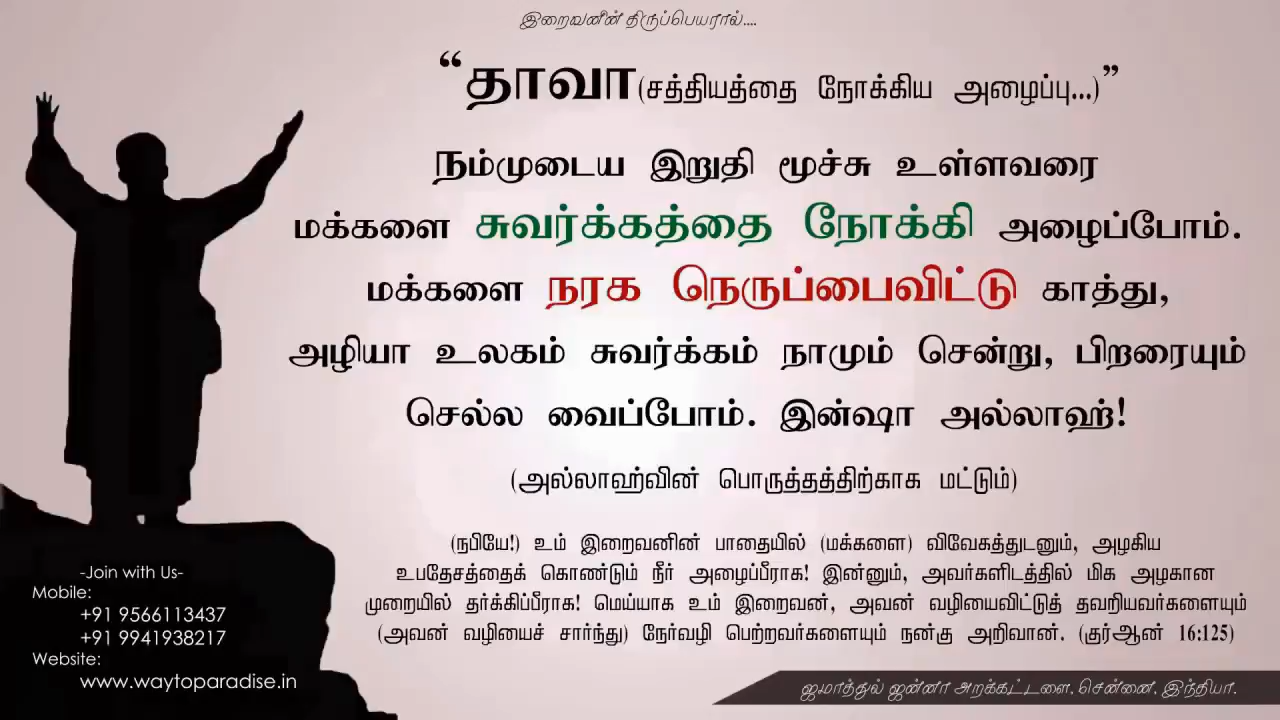 இறைவனின் திருப்பெயரால்....
“தாவா(சத்தியத்தை நோக்கிய அழைப்பு...)”
நம்முடைய இறுதி மூச்சு உள்ளவரை
மக்களை சுவர்க்கத்தை நோக்கி அழைப்போம்.
மக்களை நரக நெருப்பைவிட்டு காத்து,
அழியா உலகம் சுவர்க்கம் நாமும் சென்று, பிறரையும்
செல்ல வைப்போம். இன்ஷா அல்லாஹ்!
(அல்லாஹ்வின் பொருத்தத்திற்காக மட்டும்)
(நபியே!) உம் இறைவனின் பாதையில் (மக்களை) விவேகத்துடனும், அழகிய
உபதேசத்தைக் கொண்டும் நீர் அழைப்பீராக! இன்னும், அவர்களிடத்தில் மிக அழகான
முறையில் தர்க்கிப்பீராக! மெய்யாக உம் இறைவன், அவன் வழியைவிட்டுத் தவறியவர்களையும்
(அவன் வழியைச் சார்ந்து) நேர்வழி பெற்றவர்களையும் நன்கு அறிவான். (குர்ஆன் 16:125)
-Join with Us-
Mobile:
+91 9566113437
+91 9941938217
Website:
www.waytoparadise.in
ஜமாத்துல் ஜன்னா அறக்கட்டளை, சென்னை, இந்தியா.